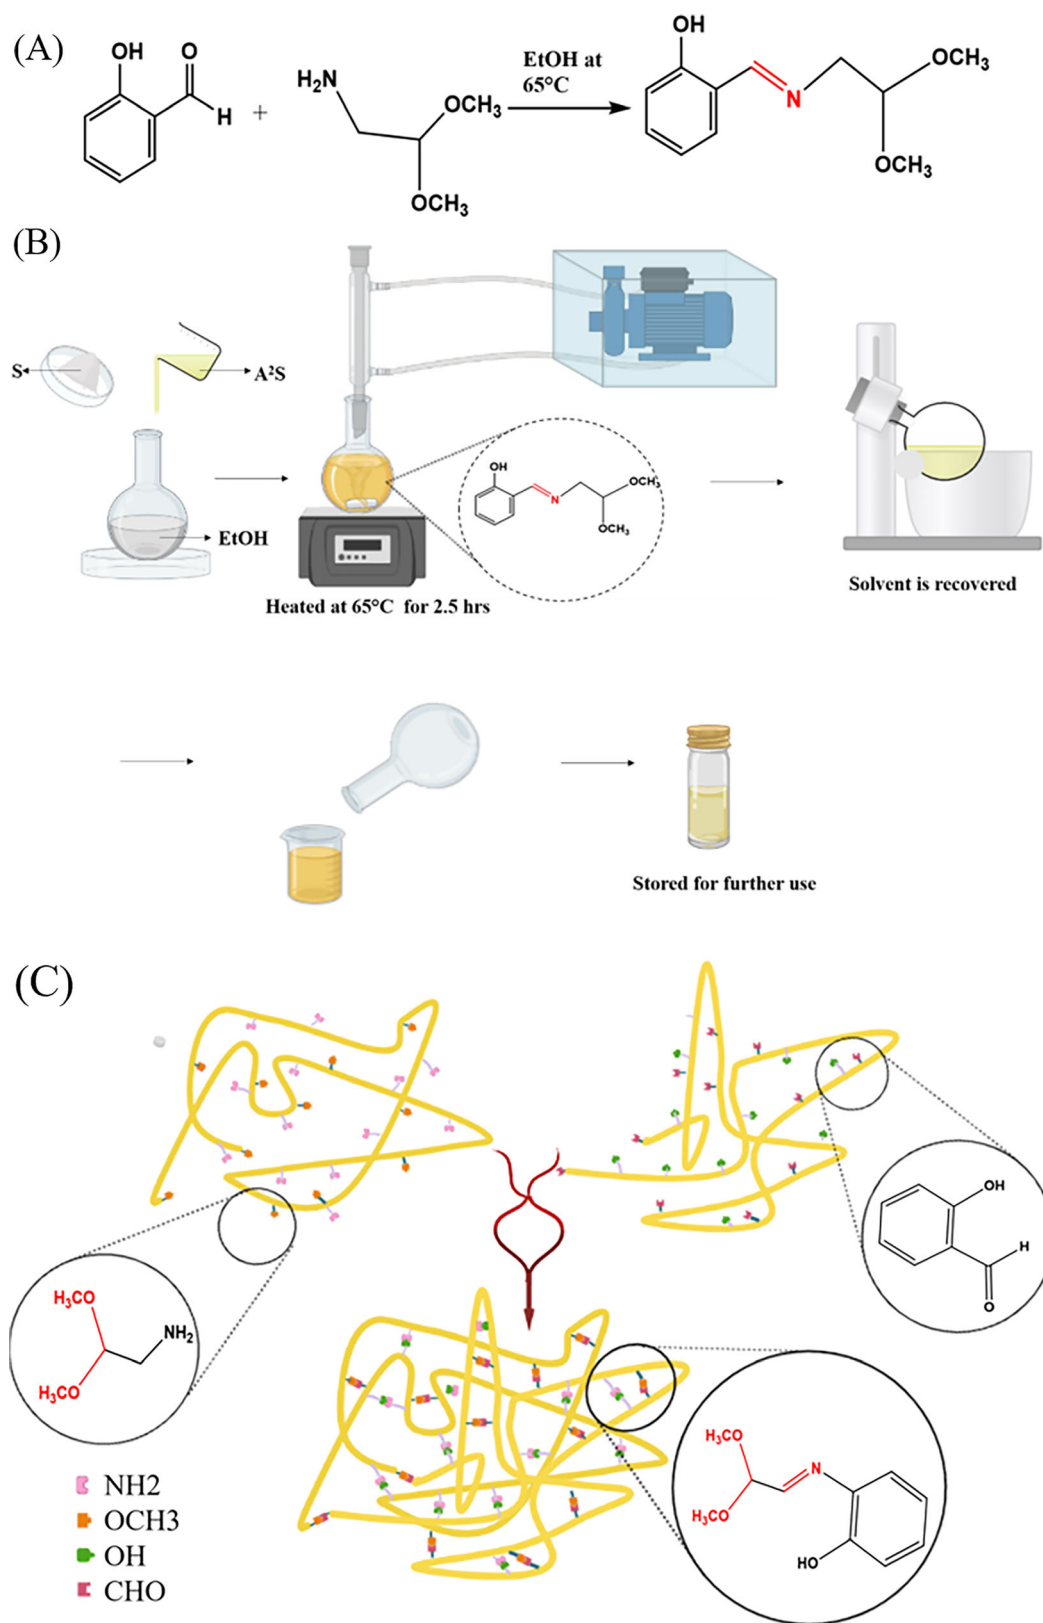 (A)
OH
O
H
+
H₂N
OCH₃
OCH₃
EtOH at
65°C
OH
N
OCH₃
OCH₃
(B)
S
A²S
EtOH
Heated at 65°C for 2.5 hrs
OH
N
OCH₃
OCH₃
Solvent is recovered
Stored for further use
(C)
H₃CO
H₃CO
NH₂
OH
H
O
H₃CO
H₃CO
N
HO
NH2
OCH3
OH
CHO